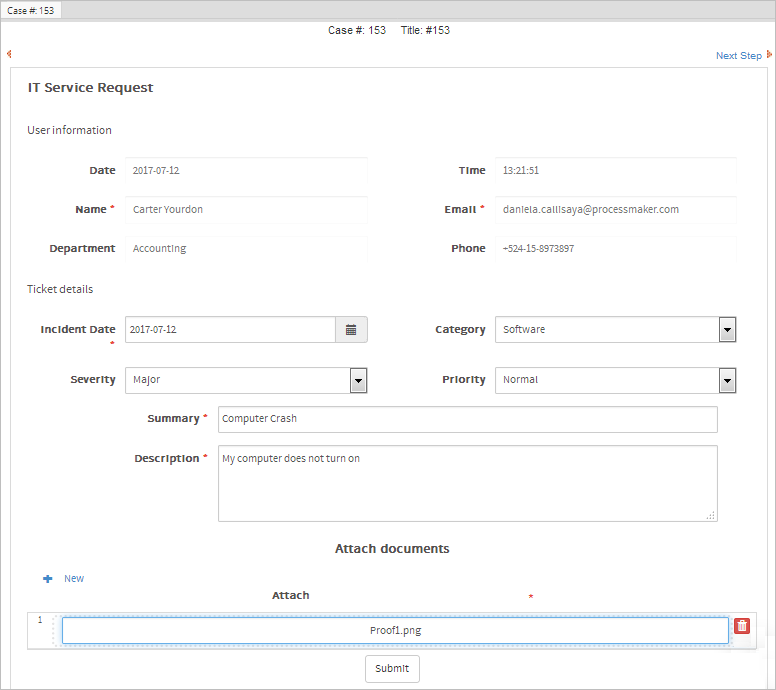 Case #: 153
Case #: 153 Title: #153
Next Step
IT Service Request
User information
Date 2017-07-12 Time 13:21:51
Name * Carter Yourdon Email * daniela.callisaya@processmaker.com
Department Accounting Phone +524-15-8973897
Ticket details
Incident Date * 2017-07-12 Category Software
Severity Major Priority Normal
Summary * Computer Crash
Description * My computer does not turn on
Attach documents
+ New
Attach *
1 Proof1.png
Submit